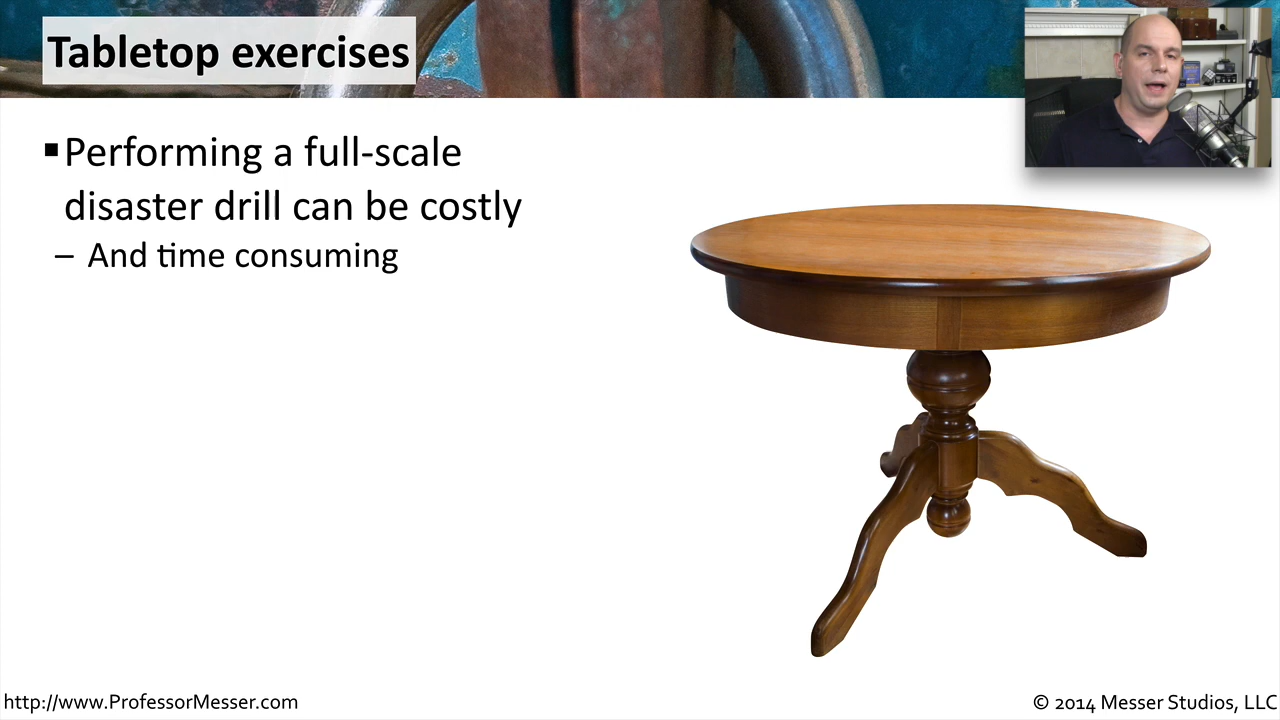 Tabletop exercises
▪Performing a full-scale
disaster drill can be costly
– And time consuming
http://www.ProfessorMesser.com
© 2014 Messer Studios, LLC